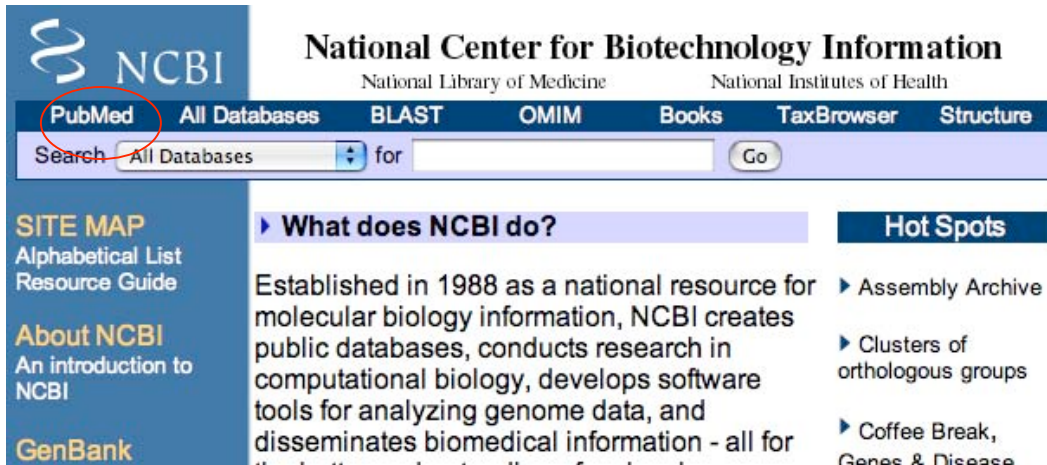 NCBI
National Center for Biotechnology Information
National Library of Medicine National Institutes of Health
PubMed All Databases BLAST OMIM Books TaxBrowser Structure
Search All Databases for Go
SITE MAP
Alphabetical List
Resource Guide
About NCBI
An introduction to
NCBI
GenBank
What does NCBI do?
Established in 1988 as a national resource for
molecular biology information, NCBI creates
public databases, conducts research in
computational biology, develops software
tools for analyzing genome data, and
disseminates biomedical information - all for
Hot Spots
Assembly Archive
Clusters of
orthologous groups
Coffee Break,
Genes & Disease